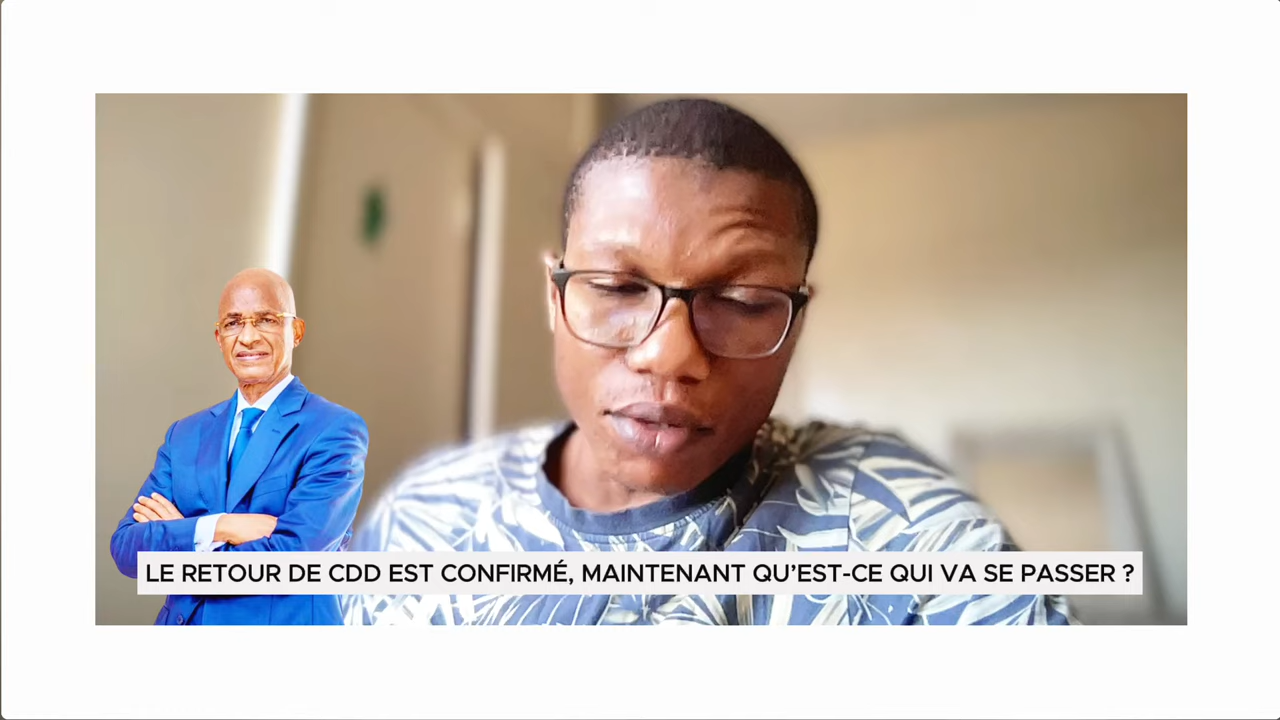 LE RETOUR DE CDD EST CONFIRMÉ, MAINTENANT QU’EST-CE QUI VA SE PASSER ?